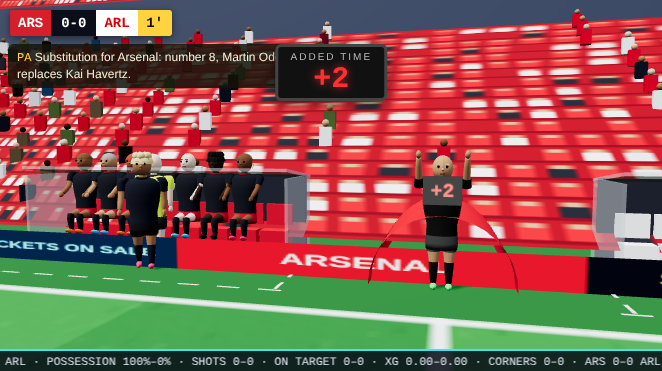 ARS 0-0 ARL 1'
PA Substitution for Arsenal: number 8, Martin Od
replaces Kai Havertz.
ADDED TIME
+2
+2
CKETS ON SALE
ARSENAL
ARL · POSSESSION 100%-0% · SHOTS 0-0 · ON TARGET 0-0 · XG 0.00-0.00 · CORNERS 0-0 · ARS 0-0 ARL